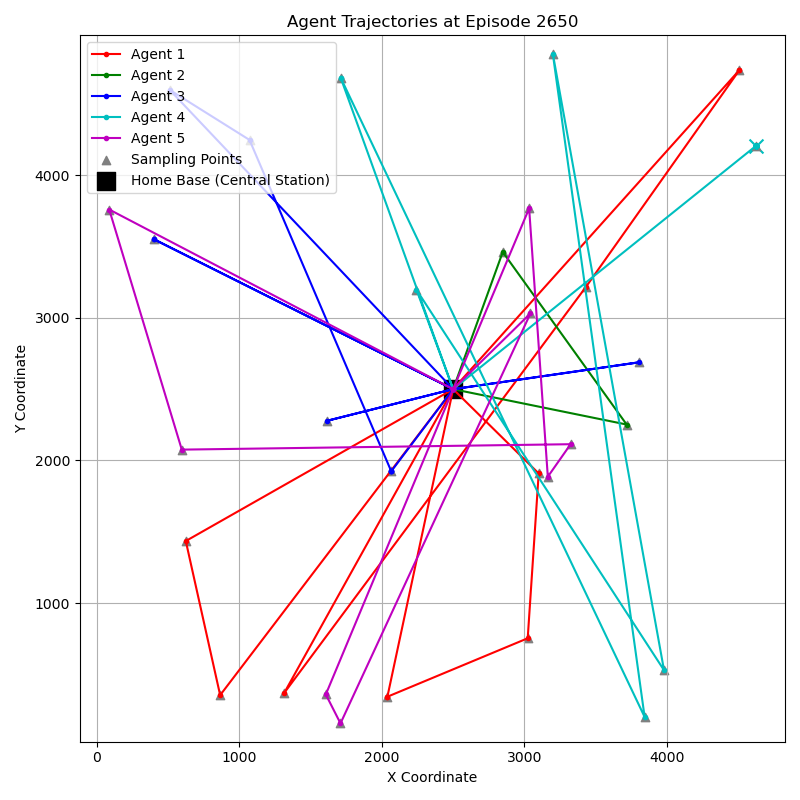 Agent Trajectories at Episode 2650
Agent 1
Agent 2
Agent 3
Agent 4
Agent 5
Sampling Points
Home Base (Central Station)
Y Coordinate
4000
3000
2000
1000
0 1000 2000 3000 4000
X Coordinate